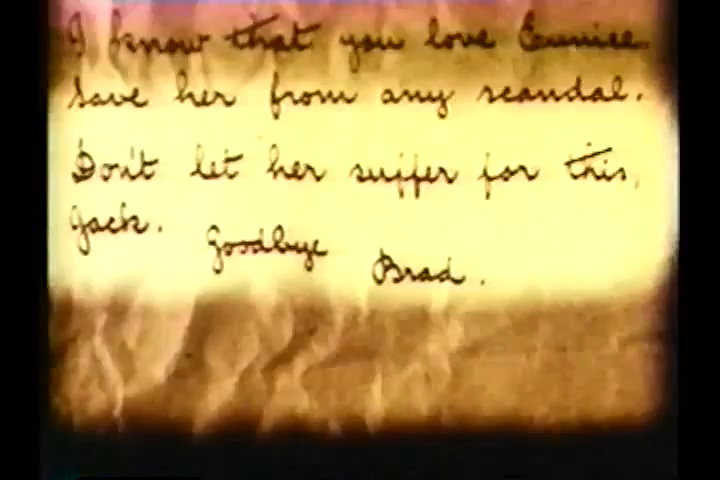 I know that you love Eunice.
Save her from any scandal.
Don't let her suffer for this,
Jack.
Goodbye
Brad.